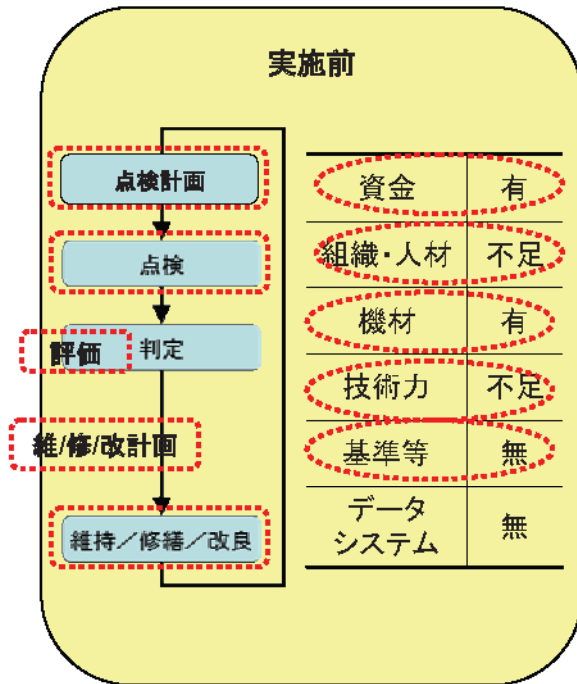 実施前
点検計画
点検
評価
判定
維/修/改計画
維持／修繕／改良
資金 有
組織・人材 不足
機材 有
技術力 不足
基準等 無
データ
システム 無